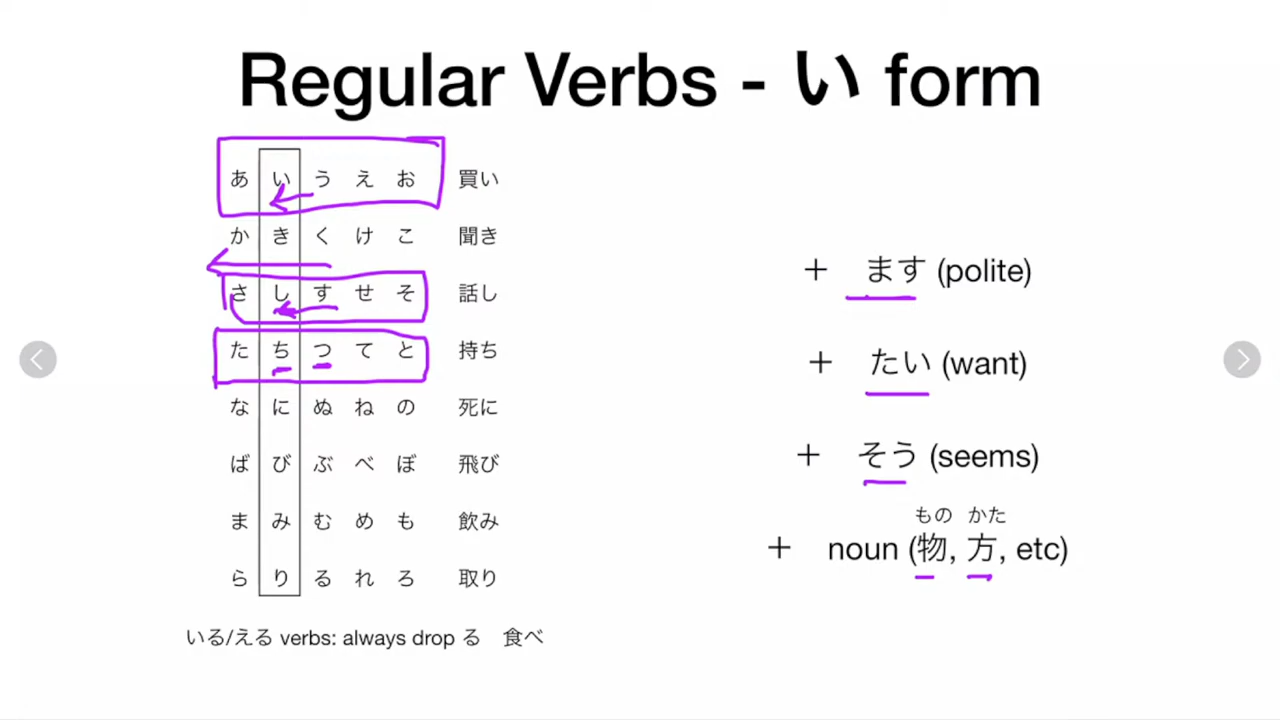 Regular Verbs - い form
あ い う え お 買い
か き く け こ 聞き
さ し す せ そ 話し
た ち つ て と 持ち
な に ぬ ね の 死に
ば び ぶ べ ぼ 飛び
ま み む め も 飲み
ら り る れ ろ 取り
いる/える verbs: always drop る 食べ
+ ます (polite)
+ たい (want)
+ そう (seems)
もの かた
+ noun (物, 方, etc)